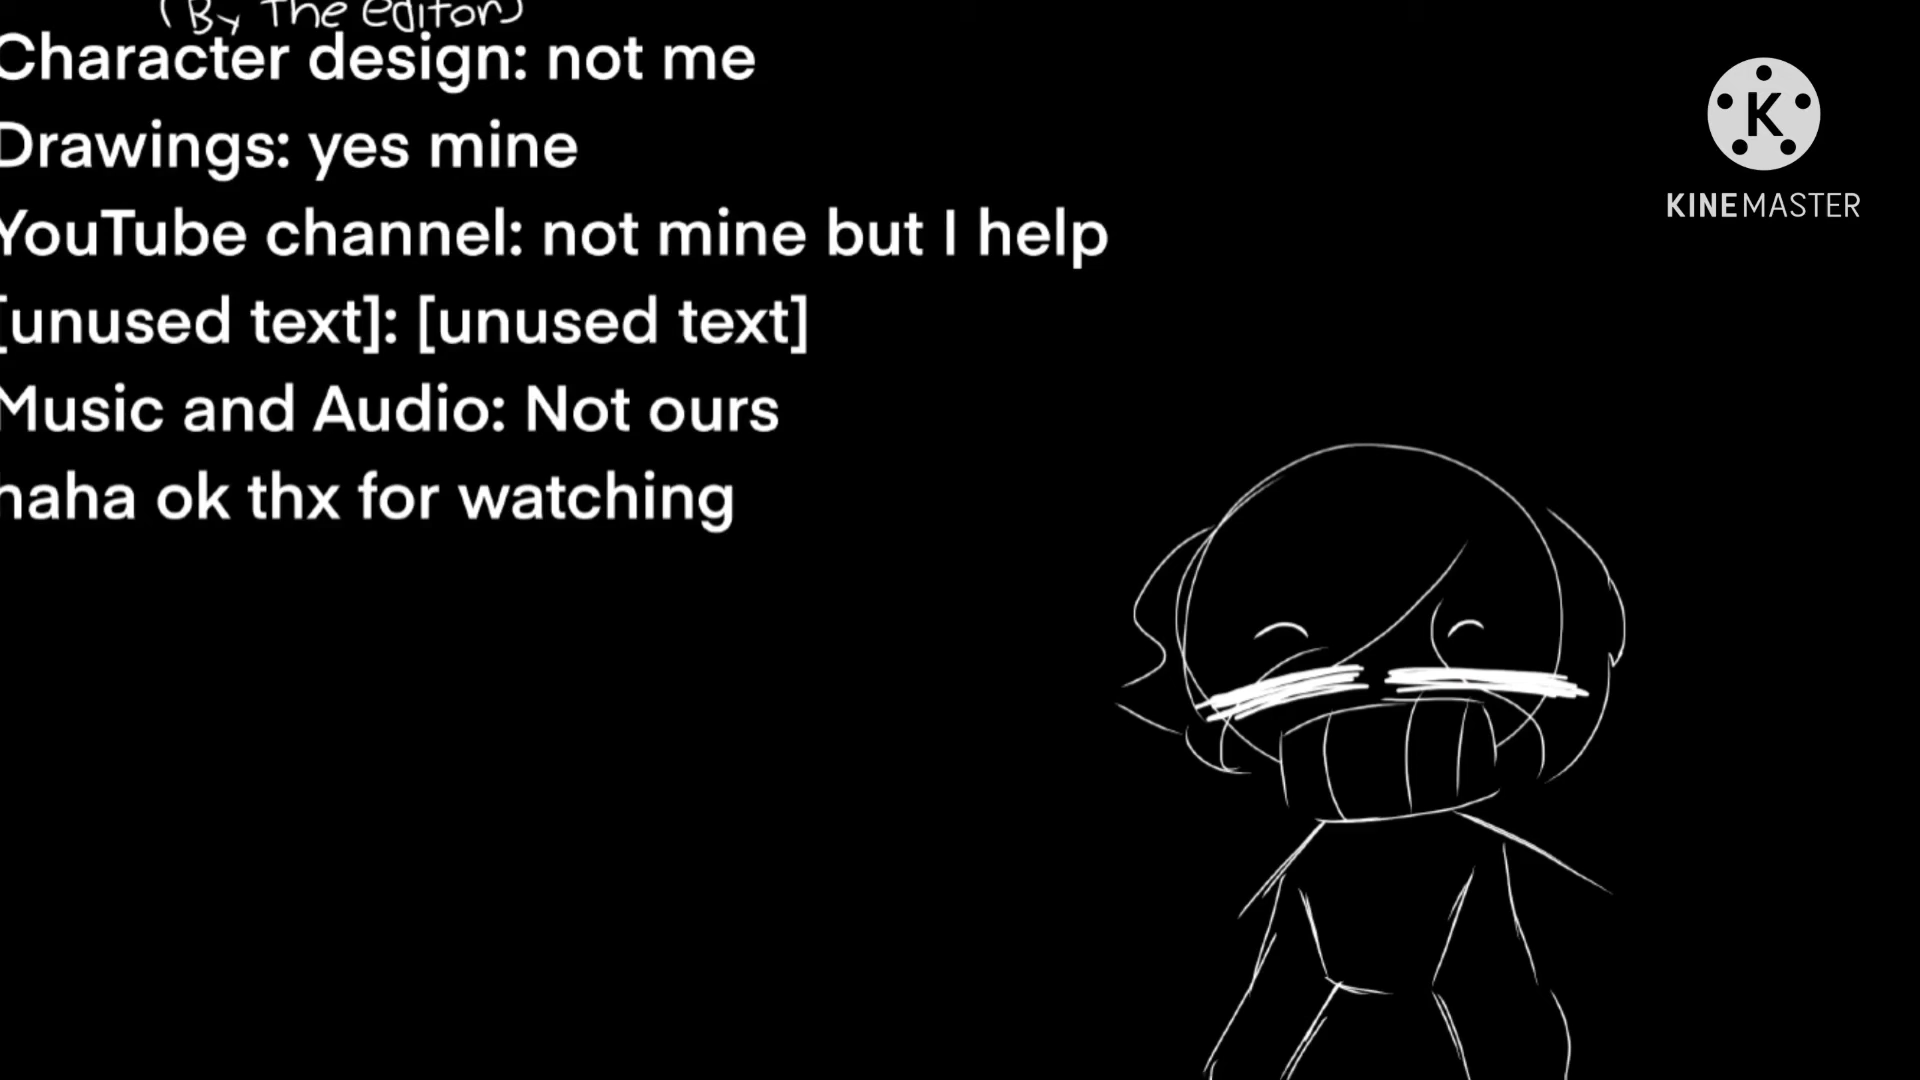 (By The editor)
Character design: not me
Drawings: yes mine
YouTube channel: not mine but I help
[unused text]: [unused text]
Music and Audio: Not ours
haha ok thx for watching
K
KINEMASTER